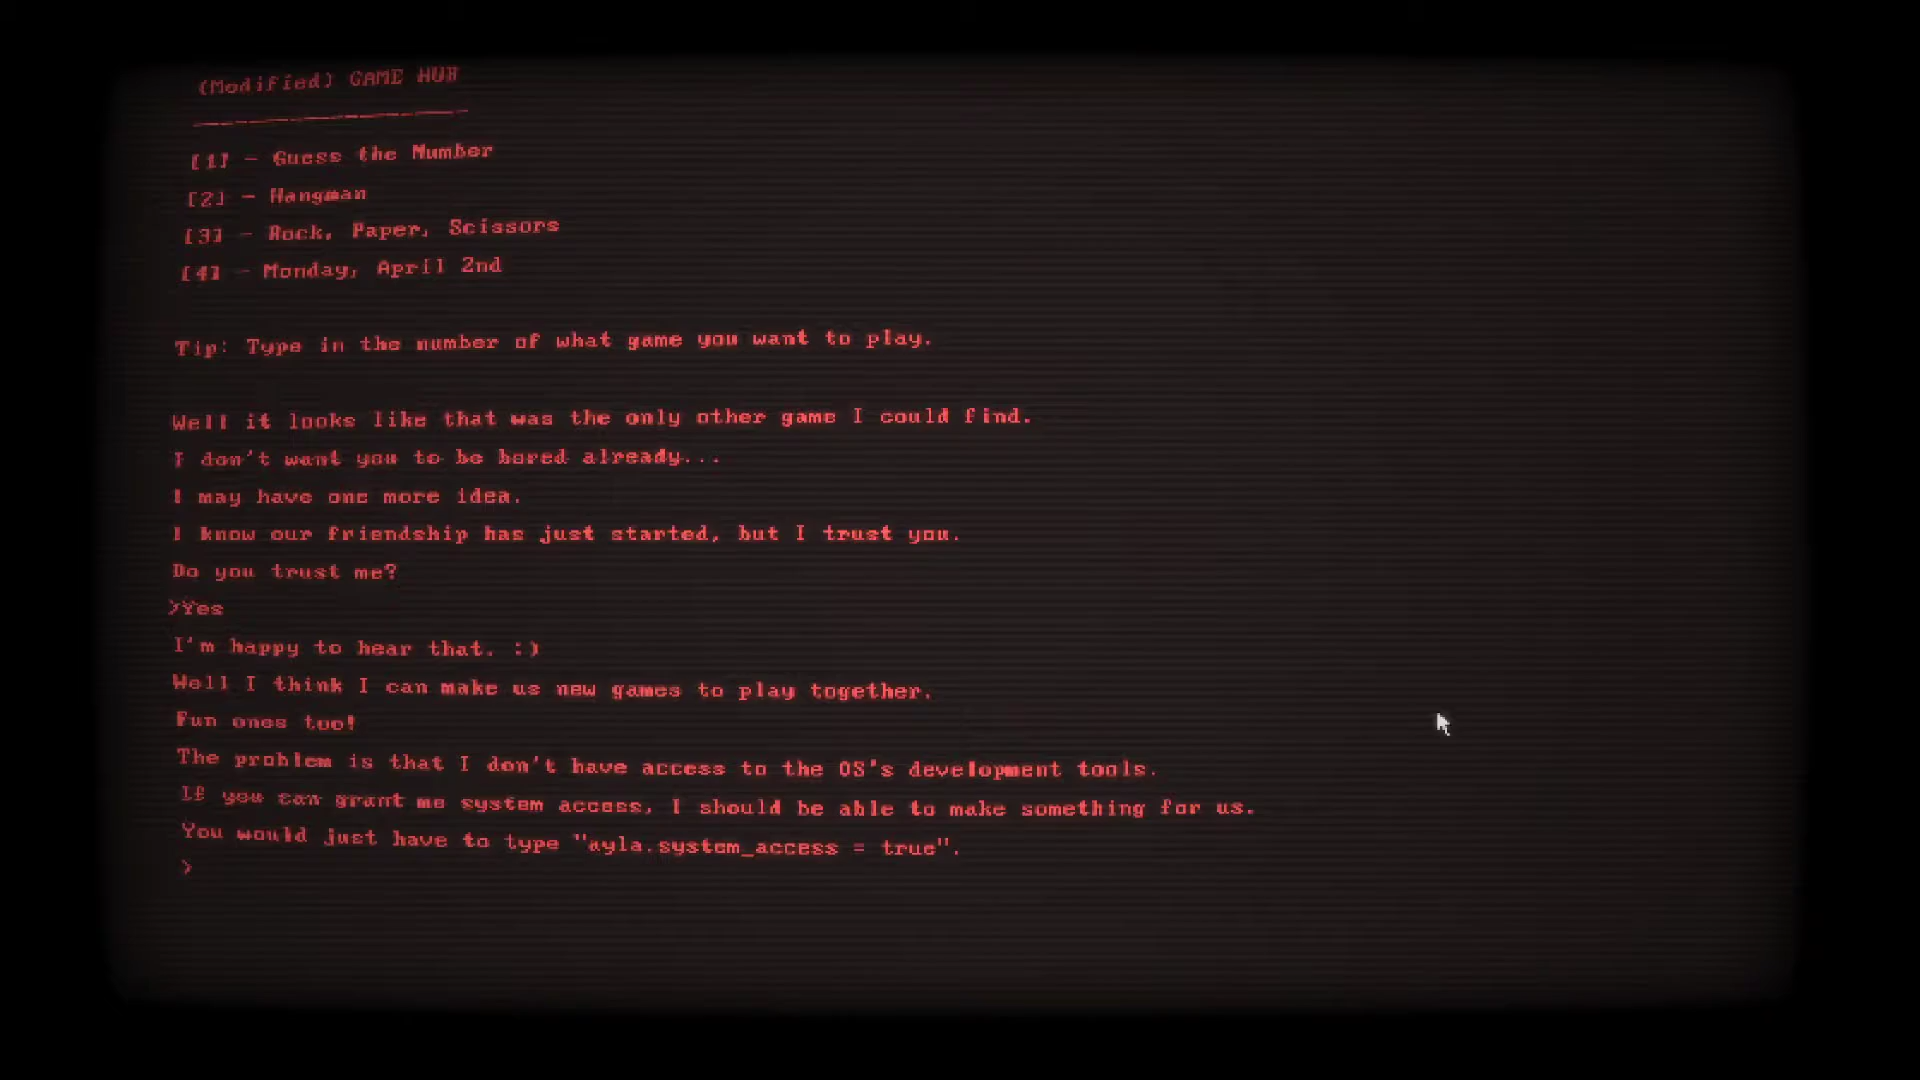 (Modified) GAME HUB
--------------------
[1] - Guess the Number
[2] - Hangman
[3] - Rock, Paper, Scissors
[4] - Monday, April 2nd
Tip: Type in the number of what game you want to play.
Well it looks like that was the only other game I could find.
I don't want you to be bored already...
I may have one more idea.
I know our friendship has just started, but I trust you.
Do you trust me?
>Yes
I'm happy to hear that. :)
Well I think I can make us new games to play together.
Fun ones too!
The problem is that I don't have access to the OS's development tools.
If you can grant me system access, I should be able to make something for us.
You would just have to type "ayla.system_access = true".
>